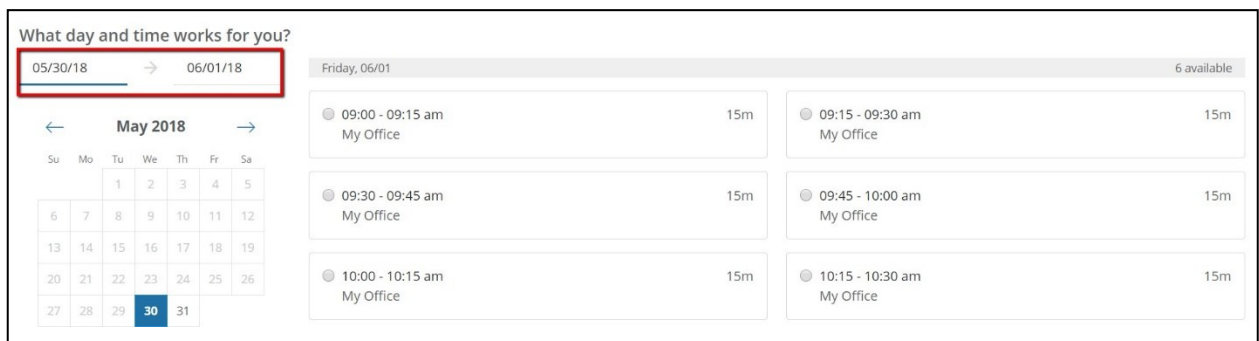 What day and time works for you?
05/30/18 → 06/01/18
← May 2018 →
Su Mo Tu We Th Fr Sa
1 2 3 4 5
6 7 8 9 10 11 12
13 14 15 16 17 18 19
20 21 22 23 24 25 26
27 28 29 30 31
Friday, 06/01 6 available
09:00 - 09:15 am 15m
My Office
09:15 - 09:30 am 15m
My Office
09:30 - 09:45 am 15m
My Office
09:45 - 10:00 am 15m
My Office
10:00 - 10:15 am 15m
My Office
10:15 - 10:30 am 15m
My Office